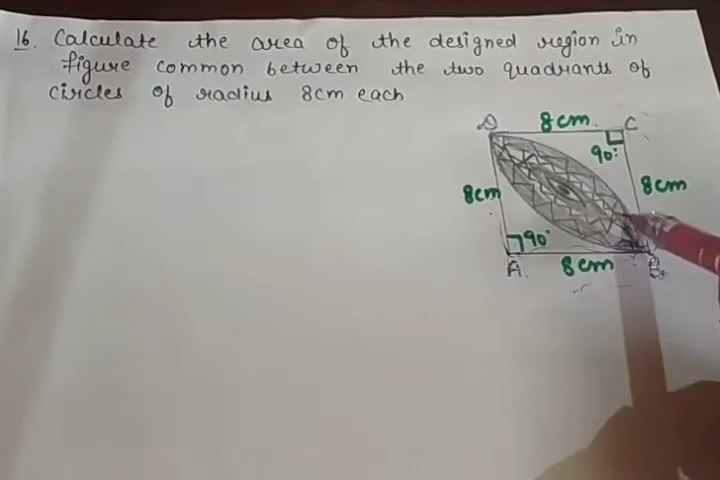 16. Calculate the area of the designed region in
figure common between the two quadrants of
circles of radius 8cm each
D 8cm C
90°
8cm 8cm
90°
A 8cm B